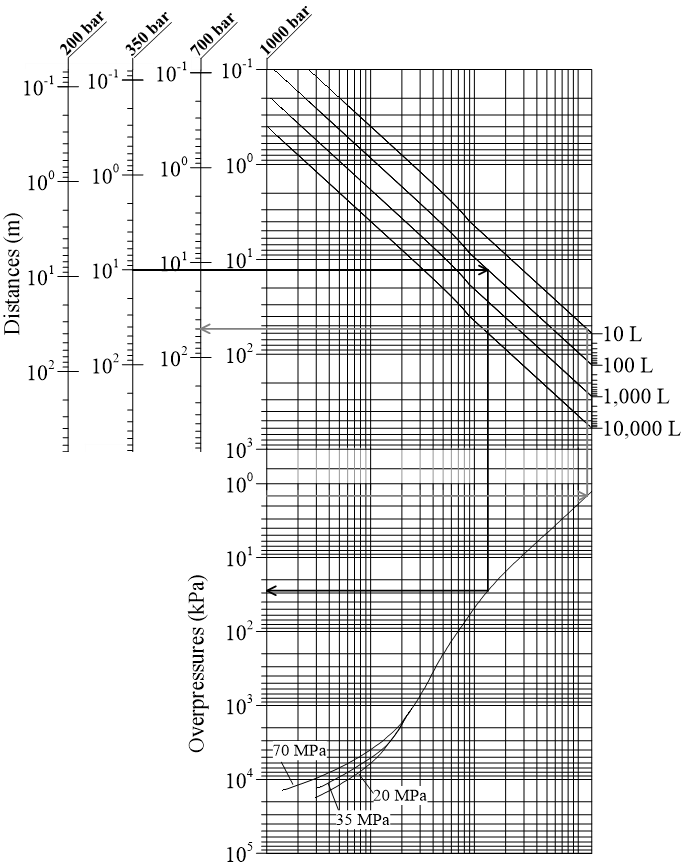 200 bar
350 bar
700 bar
1000 bar
10⁻¹ 10⁻¹ 10⁻¹ 10⁻¹
10⁰ 10⁰ 10⁰ 10⁰
Distances (m)
10¹ 10¹ 10¹ 10¹
10² 10² 10² 10²
10 L
100 L
1,000 L
10,000 L
10³
10⁰
10¹
Overpressures (kPa)
10²
10³
70 MPa
10⁴
20 MPa
35 MPa
10⁵